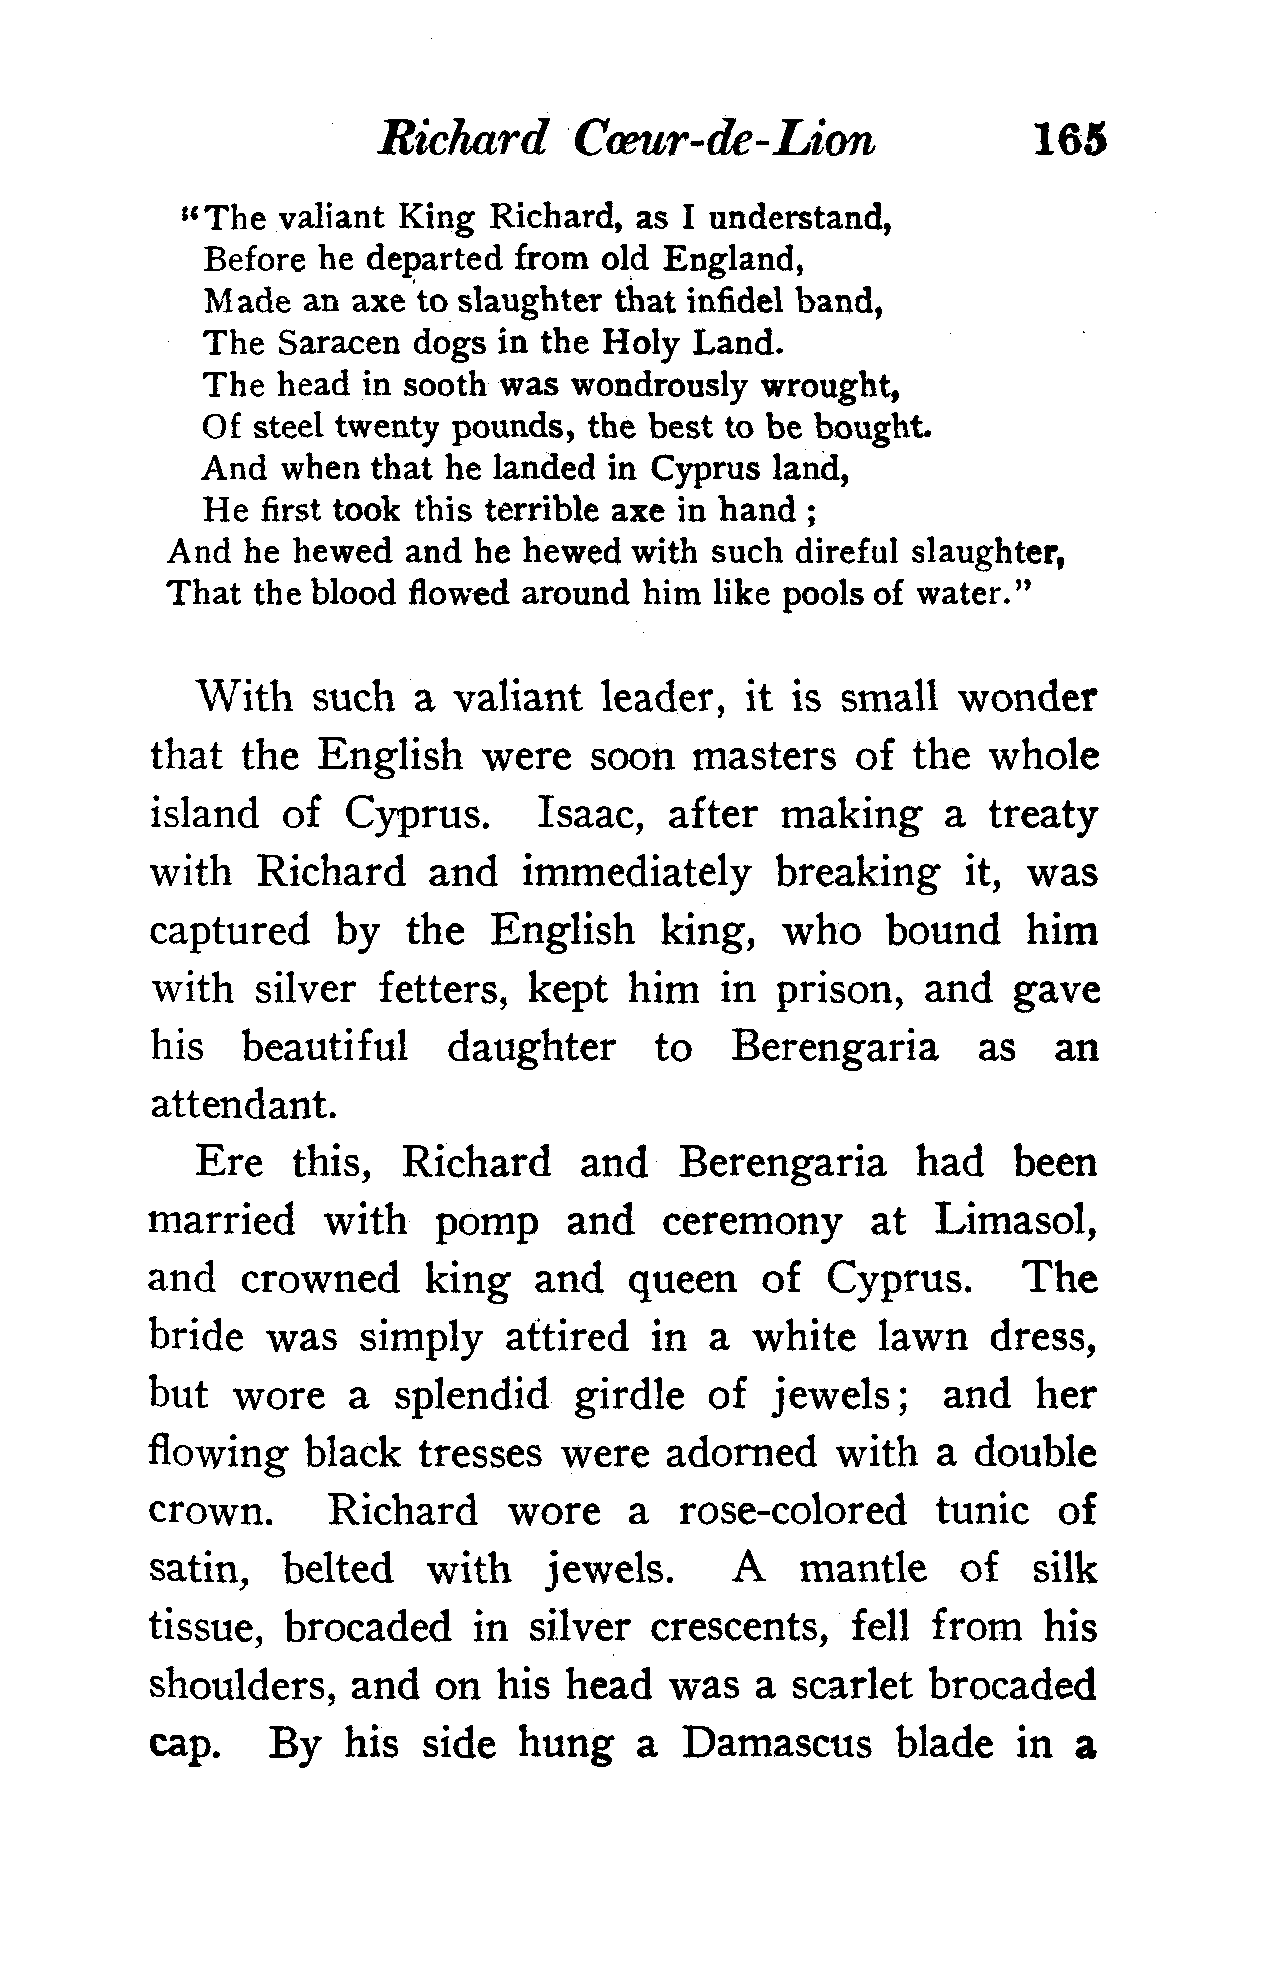 Richard Cœur-de-Lion 165
"The valiant King Richard, as I understand,
Before he departed from old England,
Made an axe to slaughter that infidel band,
The Saracen dogs in the Holy Land.
The head in sooth was wondrously wrought,
Of steel twenty pounds, the best to be bought.
And when that he landed in Cyprus land,
He first took this terrible axe in hand ;
And he hewed and he hewed with such direful slaughter,
That the blood flowed around him like pools of water."
With such a valiant leader, it is small wonder
that the English were soon masters of the whole
island of Cyprus. Isaac, after making a treaty
with Richard and immediately breaking it, was
captured by the English king, who bound him
with silver fetters, kept him in prison, and gave
his beautiful daughter to Berengaria as an
attendant.
Ere this, Richard and Berengaria had been
married with pomp and ceremony at Limasol,
and crowned king and queen of Cyprus. The
bride was simply attired in a white lawn dress,
but wore a splendid girdle of jewels; and her
flowing black tresses were adorned with a double
crown. Richard wore a rose-colored tunic of
satin, belted with jewels. A mantle of silk
tissue, brocaded in silver crescents, fell from his
shoulders, and on his head was a scarlet brocaded
cap. By his side hung a Damascus blade in a